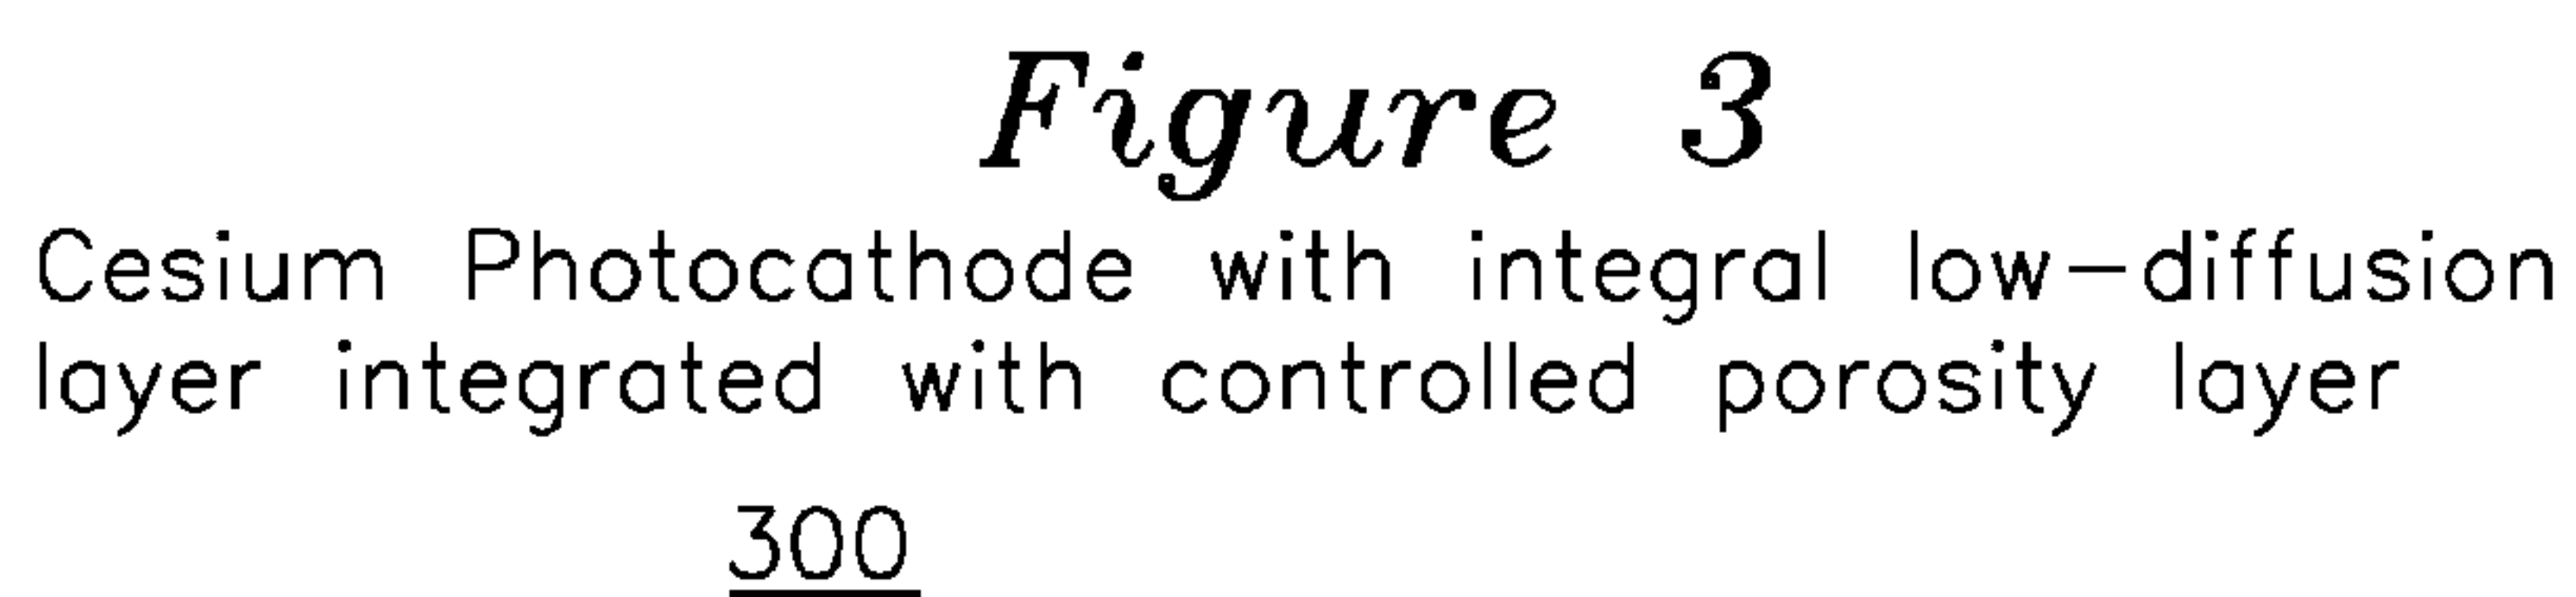 Figure 3
Cesium Photocathode with integral low-diffusion
layer integrated with controlled porosity layer
300